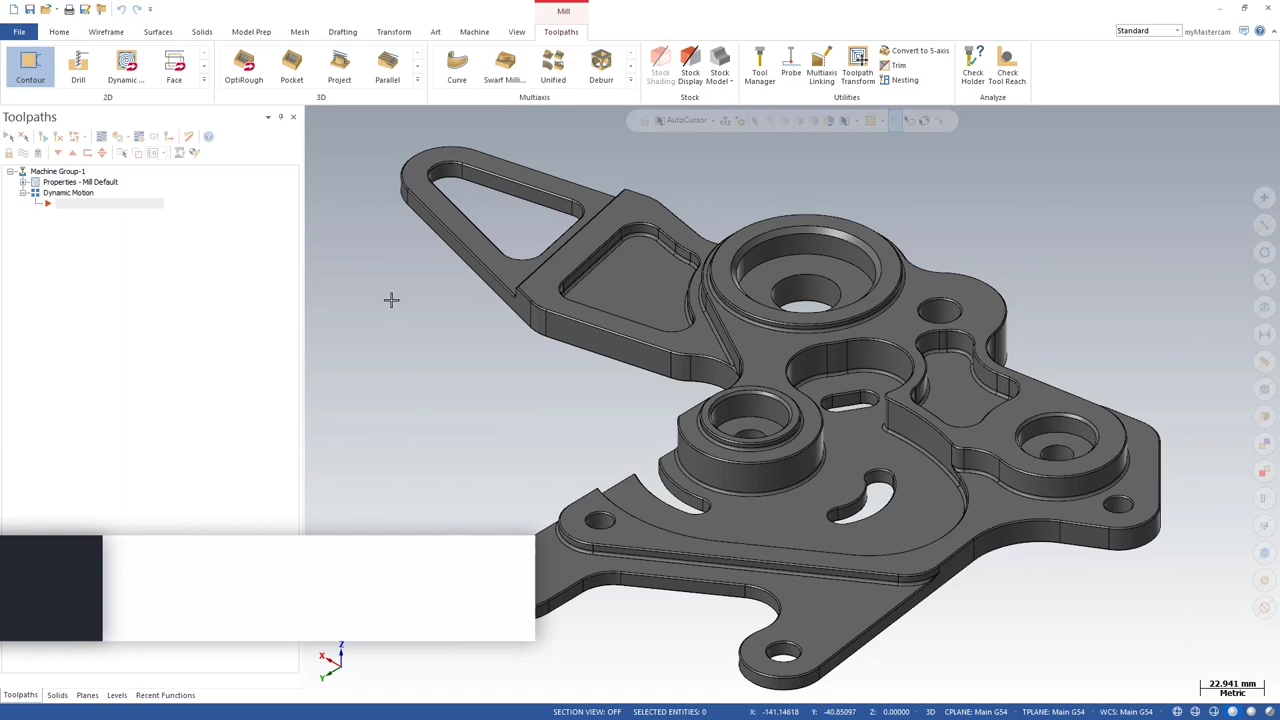 Mill
File Home Wireframe Surfaces Solids Model Prep Mesh Drafting Transform Art Machine View Toolpaths
Standard
myMastercam
Contour
Drill
Dynamic ...
Face
OptiRough
Pocket
Project
Parallel
Curve
Swarf Milli...
Unified
Deburr
Stock Shading
Stock Display
Stock Model
Tool Manager
Probe
Multiaxis Linking
Toolpath Transform
Convert to 5-axis
Trim
Nesting
Check Holder
Check Tool Reach
2D
3D
Multiaxis
Stock
Utilities
Analyze
Toolpaths
AutoCursor
G1
Machine Group-1
Properties - Mill Default
Dynamic Motion
Z
X
Y
22.941 mm
Metric
Toolpaths Solids Planes Levels Recent Functions
SECTION VIEW: OFF SELECTED ENTITIES: 0 X: -141.14618 Y: -40.85097 Z: 0.00000 3D CPLANE: Main G54 TPLANE: Main G54 WCS: Main G54